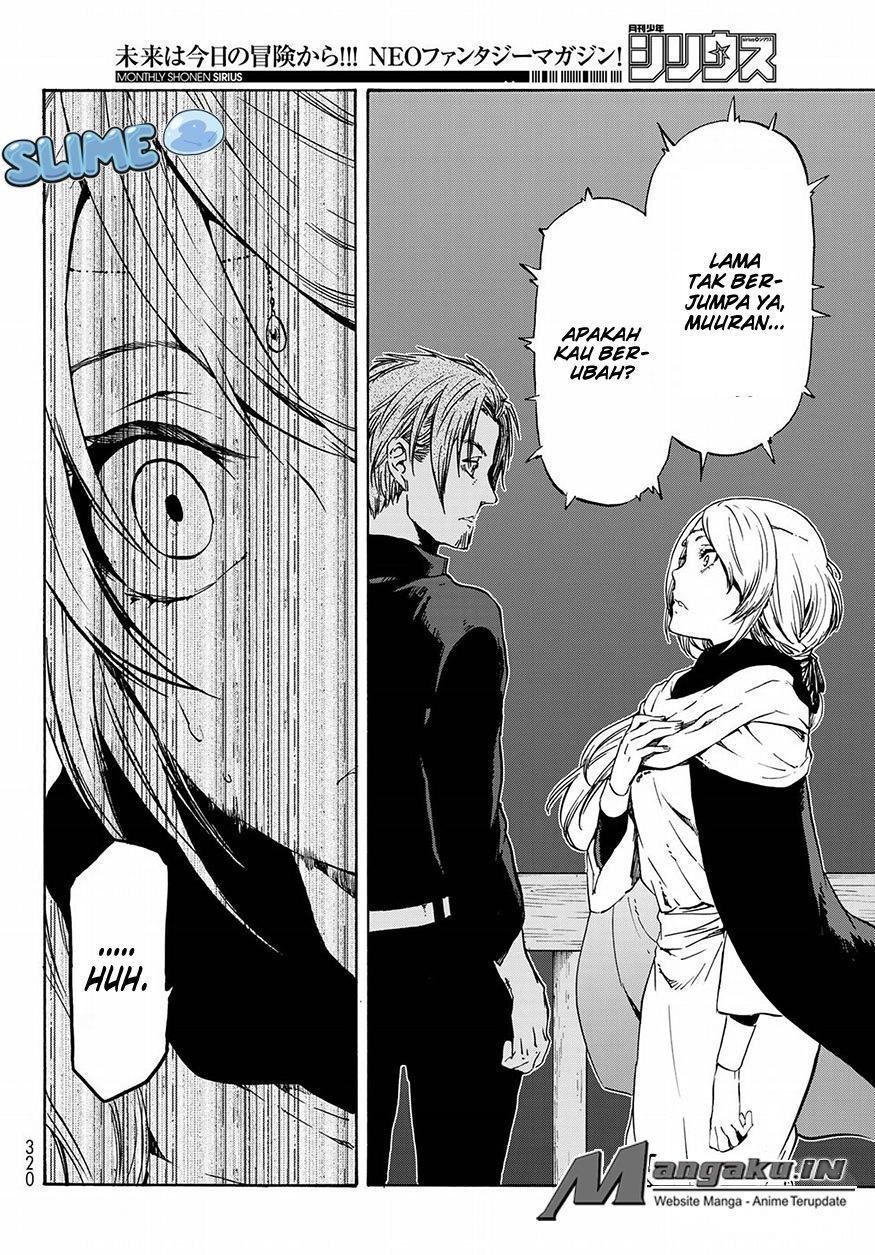 未来は今日の冒険から!!! NEOファンタジーマガジン!
月刊少年
シリウス
MONTHLY SHONEN SIRIUS
SLIME
LAMA
TAK BER-
JUMPA YA,
MUURAN...
APAKAH
KAU BER-
UBAH?
.....
HUH.
320
Mangaku.in
Website Manga - Anime Terupdate